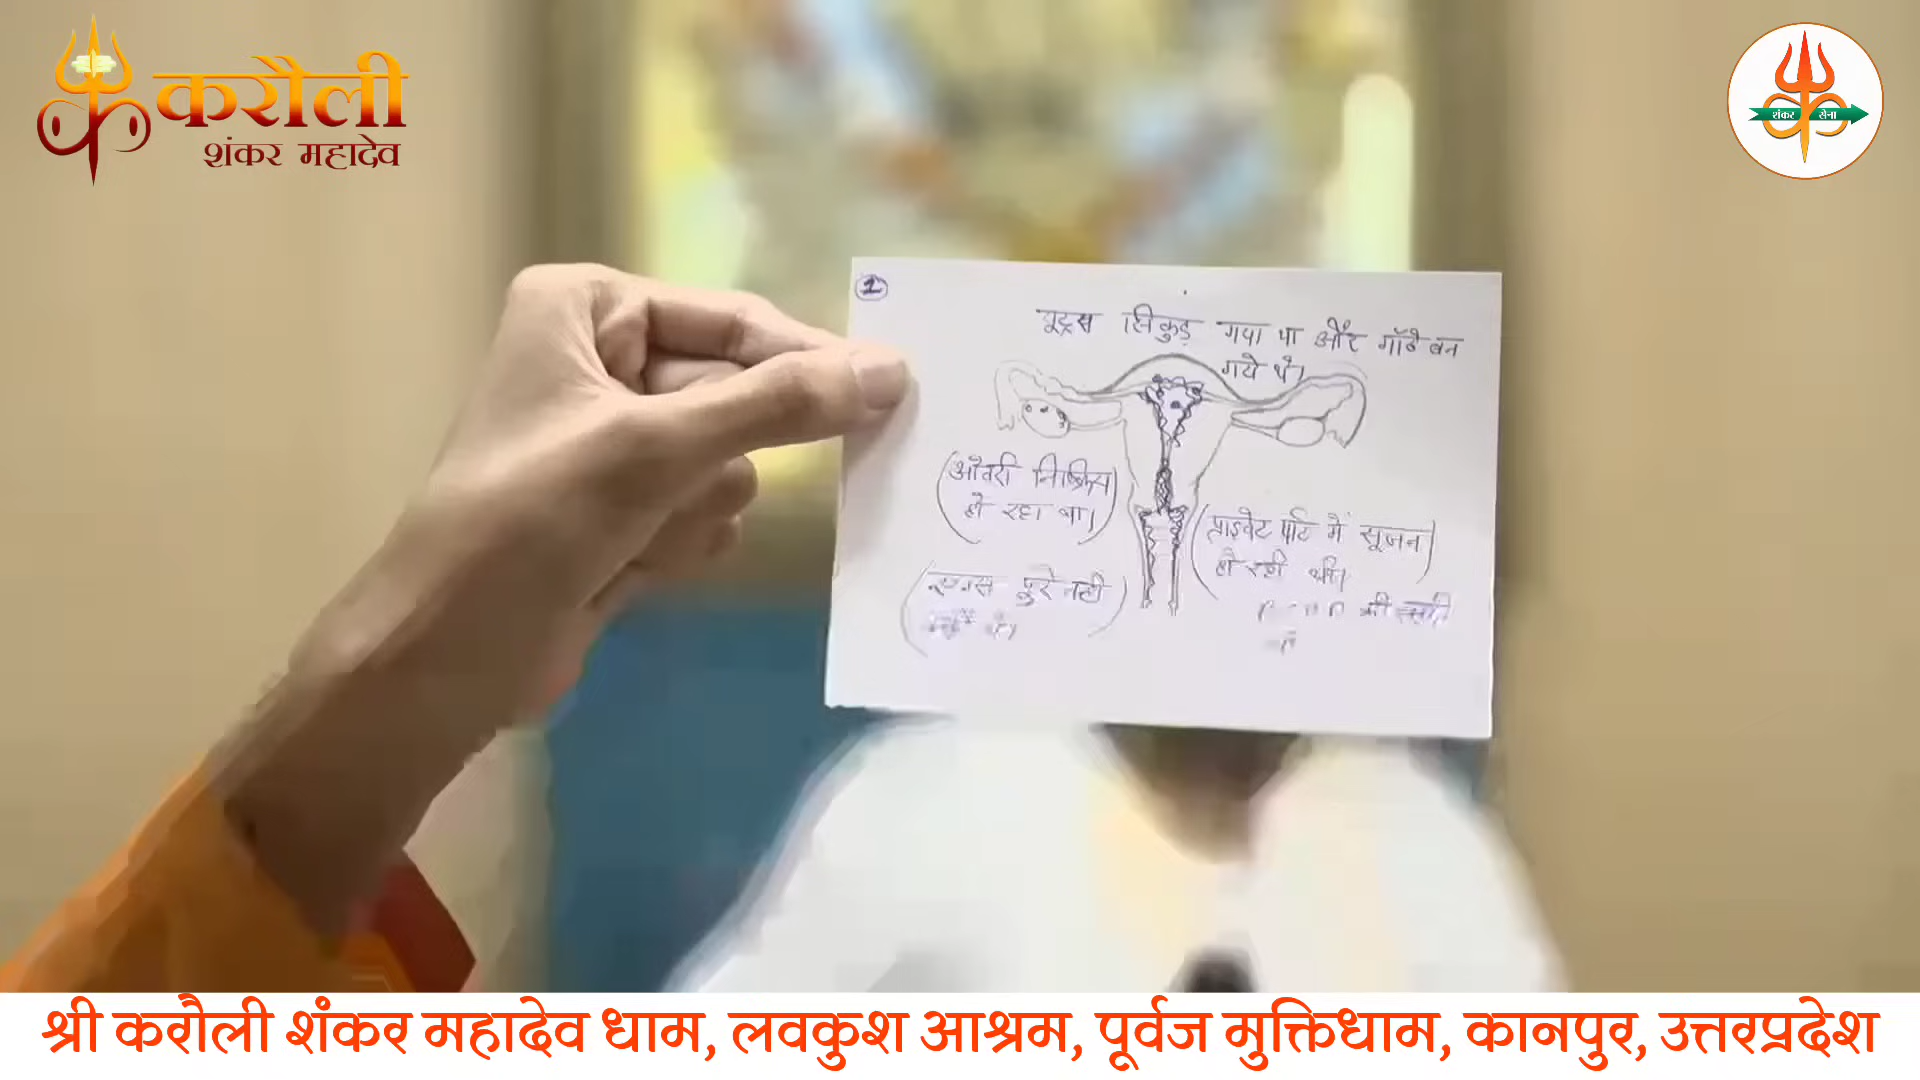 करौली
शंकर महादेव
शंकर सेना
1
यूट्रस सिकुड़ गया था और गाँठे बन
गये थे।
(ओवरी निष्क्रिय
हो रहा था।)
(प्राइवेट पार्ट में सूजन
हो रही थी।
पुरे नही
थे।
की
श्री करौली शंकर महादेव धाम, लवकुश आश्रम, पूर्वज मुक्तिधाम, कानपुर, उत्तरप्रदेश